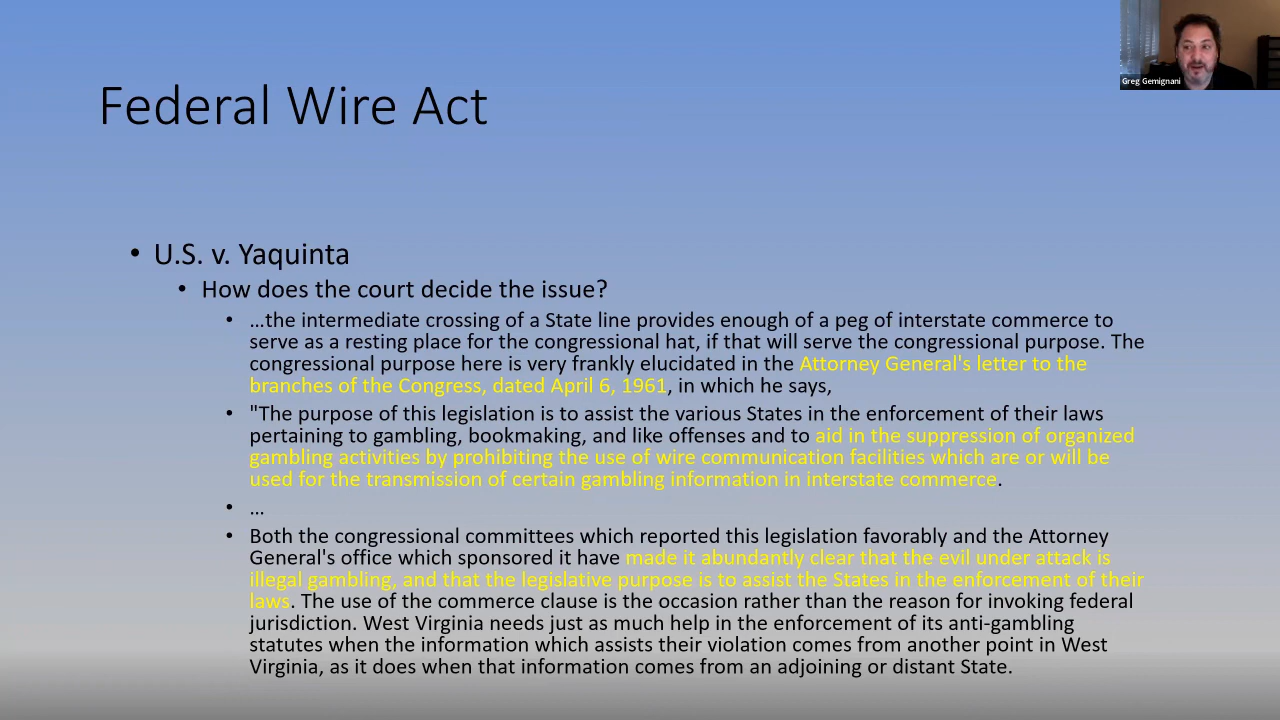 Greg Gemignani
Federal Wire Act
• U.S. v. Yaquinta
• How does the court decide the issue?
• …the intermediate crossing of a State line provides enough of a peg of interstate commerce to
serve as a resting place for the congressional hat, if that will serve the congressional purpose. The
congressional purpose here is very frankly elucidated in the Attorney General's letter to the
branches of the Congress, dated April 6, 1961, in which he says,
• "The purpose of this legislation is to assist the various States in the enforcement of their laws
pertaining to gambling, bookmaking, and like offenses and to aid in the suppression of organized
gambling activities by prohibiting the use of wire communication facilities which are or will be
used for the transmission of certain gambling information in interstate commerce.
• …
• Both the congressional committees which reported this legislation favorably and the Attorney
General's office which sponsored it have made it abundantly clear that the evil under attack is
illegal gambling, and that the legislative purpose is to assist the States in the enforcement of their
laws. The use of the commerce clause is the occasion rather than the reason for invoking federal
jurisdiction. West Virginia needs just as much help in the enforcement of its anti-gambling
statutes when the information which assists their violation comes from another point in West
Virginia, as it does when that information comes from an adjoining or distant State.